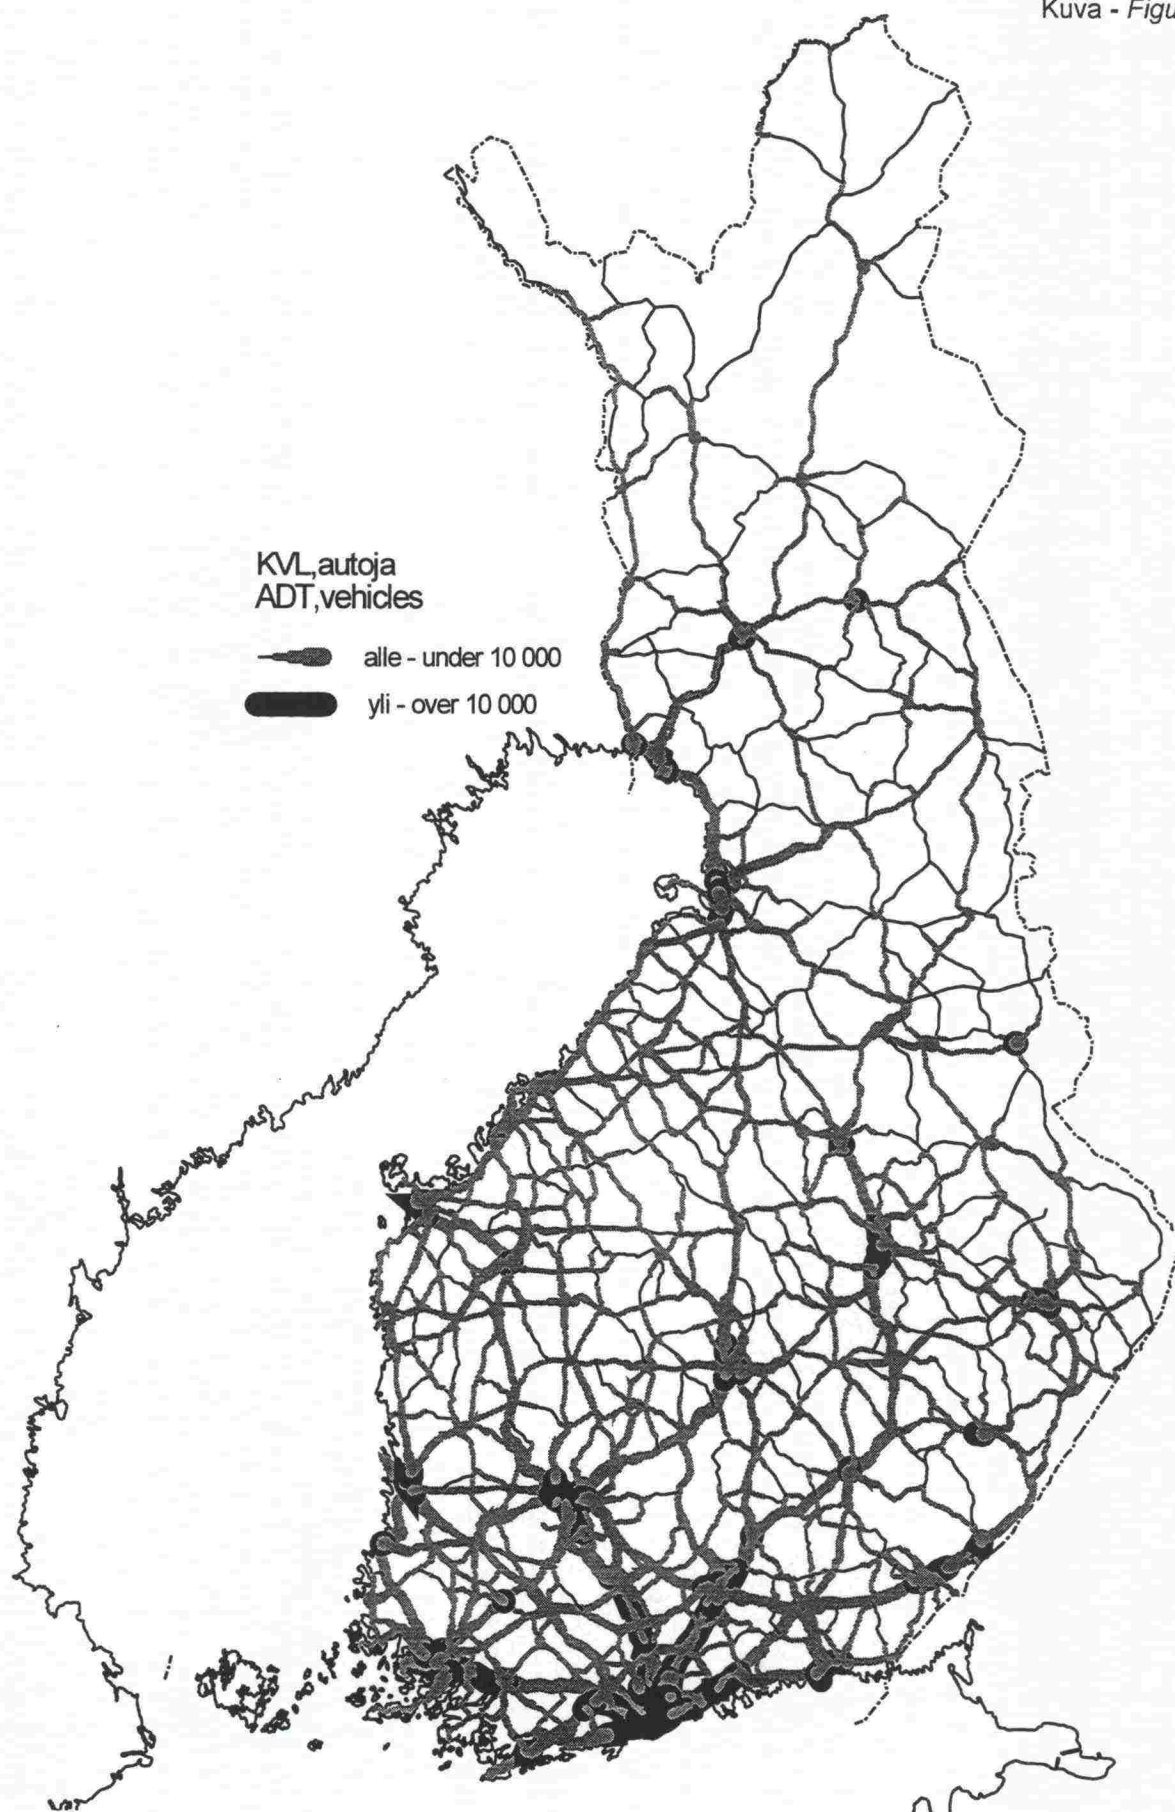 Kuva - Figu
KVL,autoja
ADT,vehicles
alle - under 10 000
yli - over 10 000